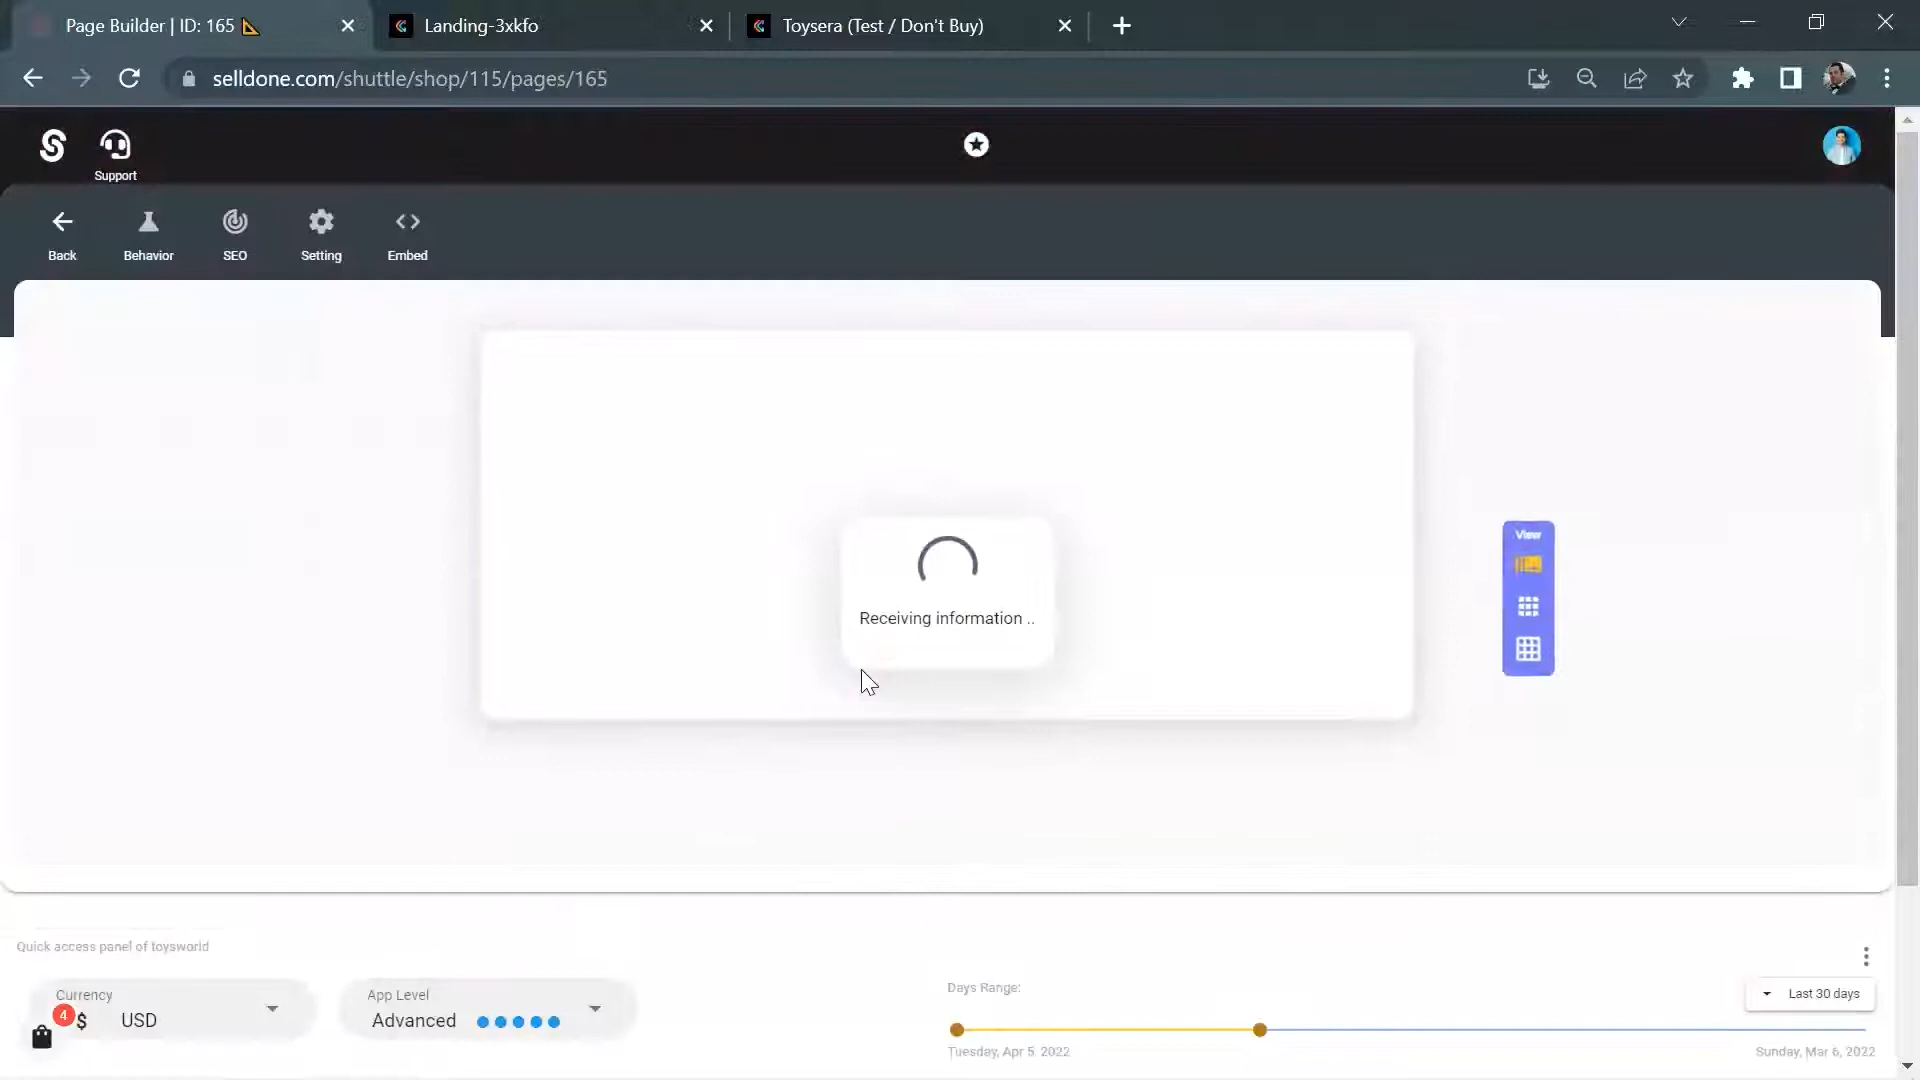 Page Builder | ID: 165
Landing-3xkfo
Toysera (Test / Don't Buy)
selldone.com/shuttle/shop/115/pages/165
Support
Back
Behavior
SEO
Setting
Embed
View
Receiving information ..
Quick access panel of toysworld
Currency
4
$ USD
App Level
Advanced
Days Range:
Last 30 days
Tuesday, Apr 5, 2022
Sunday, Mar 6, 2022